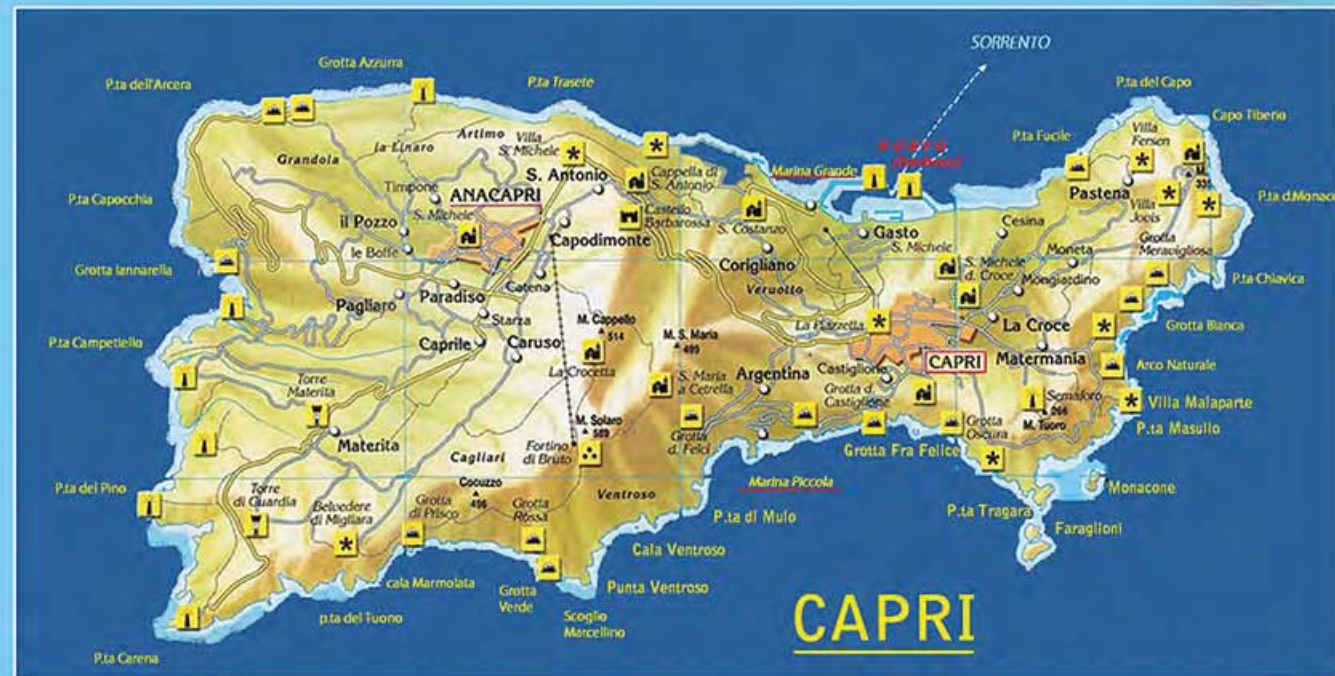 SORRENTO
Grotta Azzurra
P.ta dell'Arcera
P.ta Trasete
P.ta del Capo
Capo Tiberio
P.ta Fucile
Villa
Fersen
Artimo
la Linaro
Villa
S. Michele
Grandola
PORTO
Marina Grande
S. Antonio
Cappella di
S. Antonio
Timpone
ANACAPRI
Pastena
M.
335
Villa
Jovis
P.ta Capocchia
S. Michele
il Pozzo
Castello
Barbarossa
S. Costanzo
Cesina
Gasto
S. Michele
Capodimonte
le Boffe
Moneta
Grotta
Meravigliosa
Grotta Iannarella
Corigliano
S. Michele
d. Croce
Mongiardino
P.ta Chiavica
Catena
Veruotto
Paradiso
Pagliaro
Starza
M. Cappello
514
La Piazzetta
La Croce
Grotta Bianca
P.ta Campetiello
Caprile
Caruso
M. S. Maria
499
CAPRI
Matermania
La Crocetta
Argentina
Castiglione
Arco Naturale
Torre
Materita
S. Maria
a Cetrella
Grotta d.
Castiglione
Semaforo
266
M. Tuoro
Villa Malaparte
M. Solaro
589
P.ta Masullo
Materita
Fortino
di Bruto
Grotta
d. Felci
Grotta Fra Felice
Grotta
Oscura
Cagliari
P.ta del Pino
Torre
di Guardia
Belvedere
di Migliara
Cocuzzo
Grotta
di Prisco
496
Grotta
Rossa
Ventroso
Marina Piccola
Monacone
P.ta Tragara
P.ta di Mulo
Faraglioni
Cala Ventroso
cala Marmolata
Grotta
Verde
Punta Ventroso
p.ta del Tuono
Scoglio
Marcellino
CAPRI
P.ta Carena